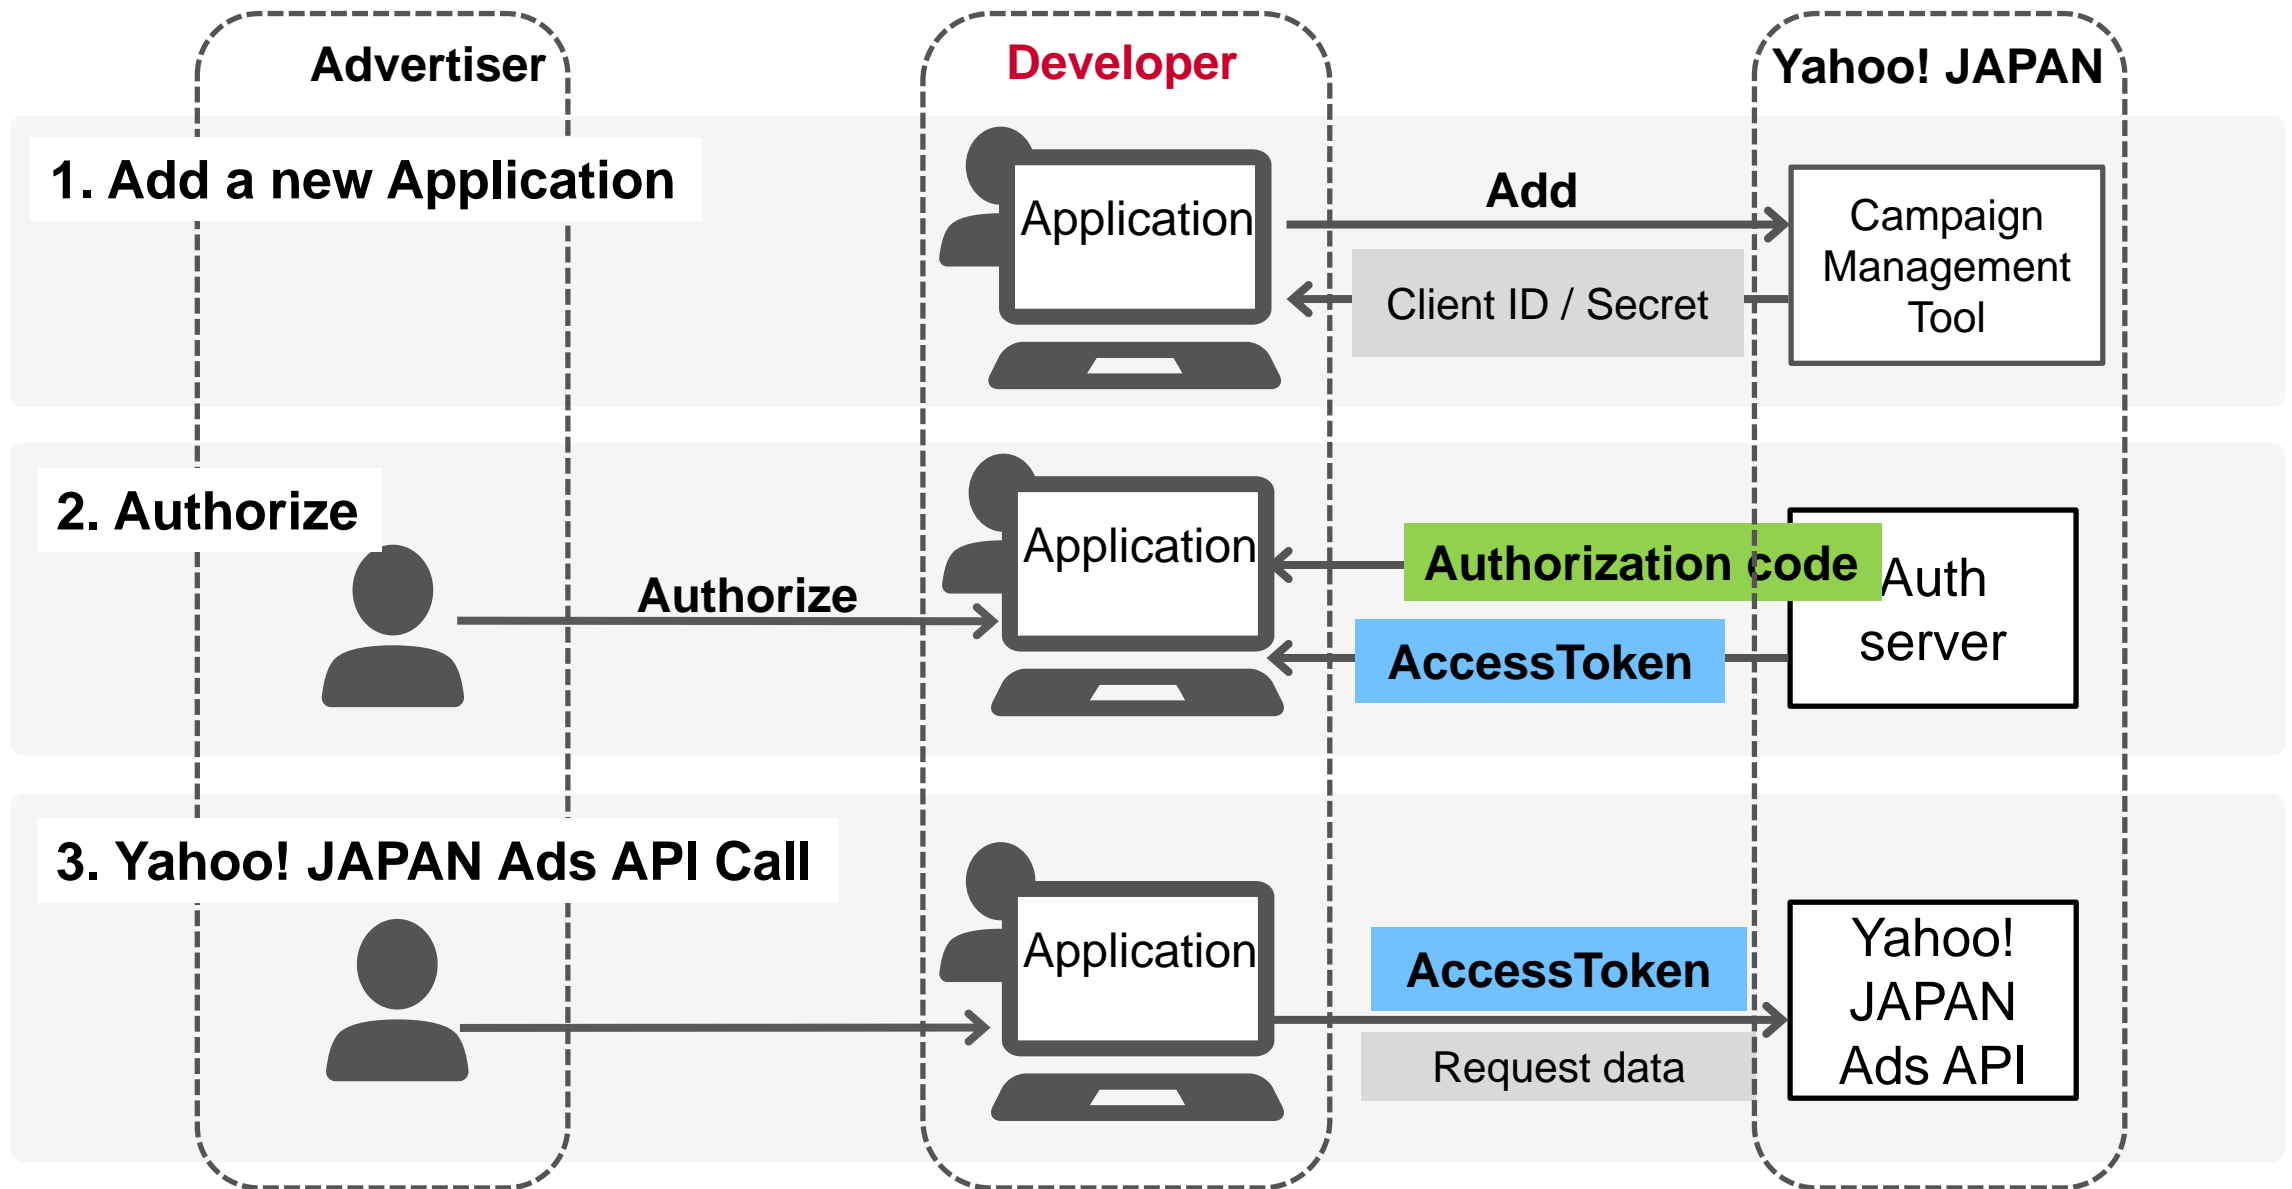 Advertiser
Developer
Yahoo! JAPAN
1. Add a new Application
Application
Add
Client ID / Secret
Campaign
Management
Tool
2. Authorize
Authorize
Application
Authorization code
AccessToken
Auth
server
3. Yahoo! JAPAN Ads API Call
Application
AccessToken
Request data
Yahoo!
JAPAN
Ads API